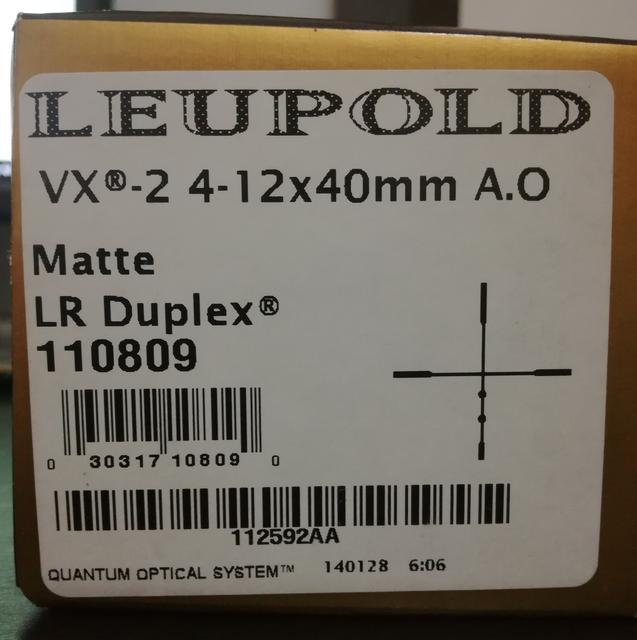 LEUPOLD
VX®-2 4-12x40mm A.O
Matte
LR Duplex®
110809
0 30317 10809 0
112592AA
QUANTUM OPTICAL SYSTEM™ 140128 6:06